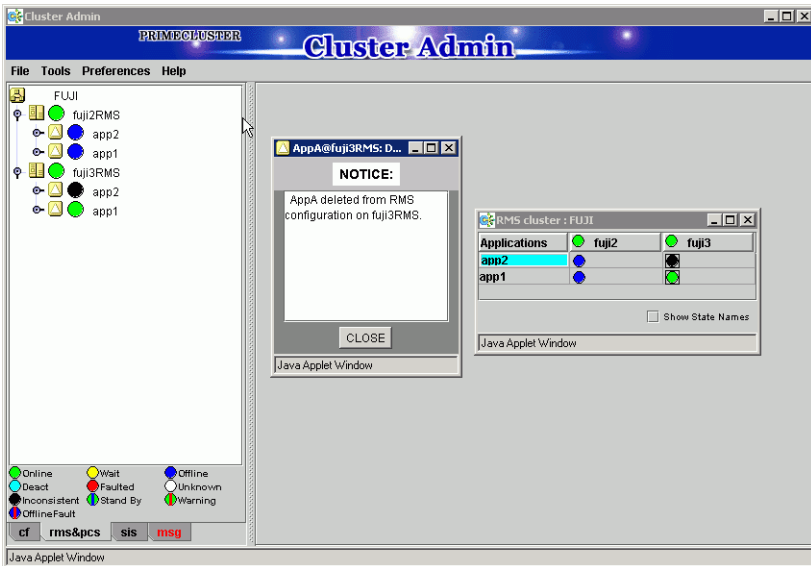 Cluster Admin
PRIMECLUSTER
Cluster Admin
File Tools Preferences Help
FUJI
fuji2RMS
app2
app1
fuji3RMS
app2
app1
AppA@fuji3RMS: D...
NOTICE:
AppA deleted from RMS
configuration on fuji3RMS.
CLOSE
Java Applet Window
RMS cluster : FUJI
Applications fuji2 fuji3
app2
app1
Show State Names
Java Applet Window
Online Wait Offline
Deact Faulted Unknown
Inconsistent Stand By Warning
OfflineFault
cf rms&pcs sis msg
Java Applet Window